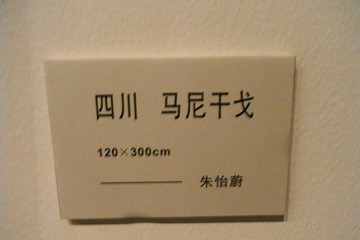 四川 马尼干戈
120×300cm
—— 朱怡蔚